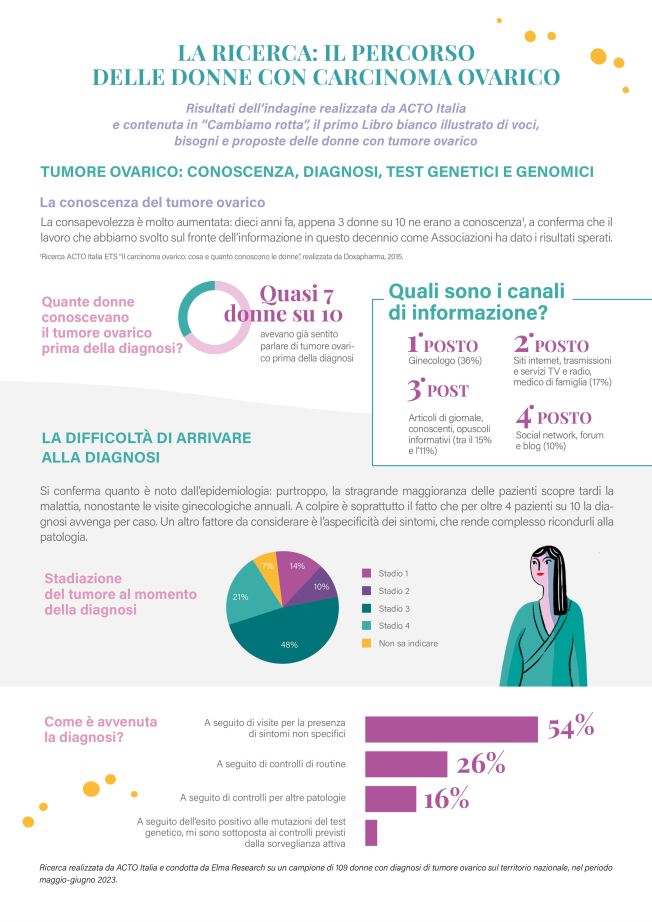 LA RICERCA: IL PERCORSO
DELLE DONNE CON CARCINOMA OVARICO
Risultati dell'indagine realizzata da ACTO Italia
e contenuta in "Cambiamo rotta", il primo Libro bianco illustrato di voci,
bisogni e proposte delle donne con tumore ovarico
TUMORE OVARICO: CONOSCENZA, DIAGNOSI, TEST GENETICI E GENOMICI
La conoscenza del tumore ovarico
La consapevolezza è molto aumentata: dieci anni fa, appena 3 donne su 10 ne erano a conoscenza¹, a conferma che il
lavoro che abbiamo svolto sul fronte dell'informazione in questo decennio come Associazioni ha dato i risultati sperati.
¹Ricerca ACTO Italia ETS "Il carcinoma ovarico: cosa e quanto conoscono le donne", realizzata da Doxapharma, 2015.
Quante donne
conoscevano
il tumore ovarico
prima della diagnosi?
Quasi 7
donne su 10
avevano già sentito
parlare di tumore ovari-
co prima della diagnosi
Quali sono i canali
di informazione?
1° POSTO
Ginecologo (36%)
2° POSTO
Siti internet, trasmissioni
e servizi TV e radio,
medico di famiglia (17%)
3° POST
Articoli di giornale,
conoscenti, opuscoli
informativi (tra il 15%
e l'11%)
4° POSTO
Social network, forum
e blog (10%)
LA DIFFICOLTÀ DI ARRIVARE
ALLA DIAGNOSI
Si conferma quanto è noto dall'epidemiologia: purtroppo, la stragrande maggioranza delle pazienti scopre tardi la
malattia, nonostante le visite ginecologiche annuali. A colpire è soprattutto il fatto che per oltre 4 pazienti su 10 la dia-
gnosi avvenga per caso. Un altro fattore da considerare è l'aspecificità dei sintomi, che rende complesso ricondurli alla
patologia.
Stadiazione
del tumore al momento
della diagnosi
7%
14%
10%
21%
48%
Stadio 1
Stadio 2
Stadio 3
Stadio 4
Non sa indicare
Come è avvenuta
la diagnosi?
A seguito di visite per la presenza
di sintomi non specifici
54%
A seguito di controlli di routine
26%
A seguito di controlli per altre patologie
16%
A seguito dell'esito positivo alle mutazioni del test
genetico, mi sono sottoposta ai controlli previsti
dalla sorveglianza attiva
Ricerca realizzata da ACTO Italia e condotta da Elma Research su un campione di 109 donne con diagnosi di tumore ovarico sul territorio nazionale, nel periodo
maggio-giugno 2023.